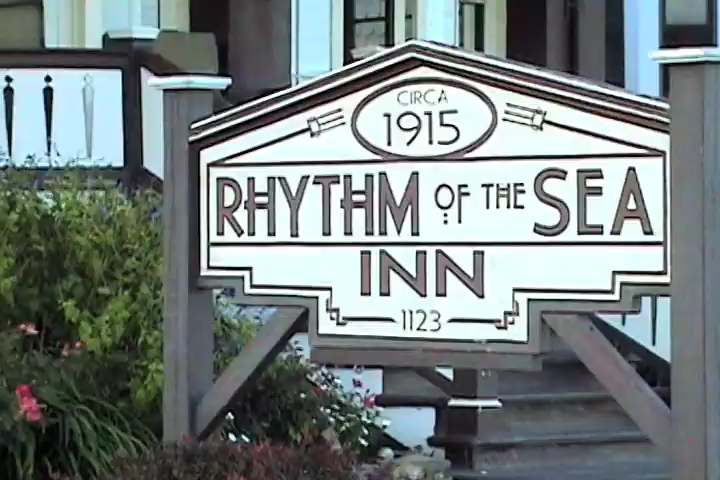 CIRCA
1915
RHYTHM OF THE SEA
INN
1123